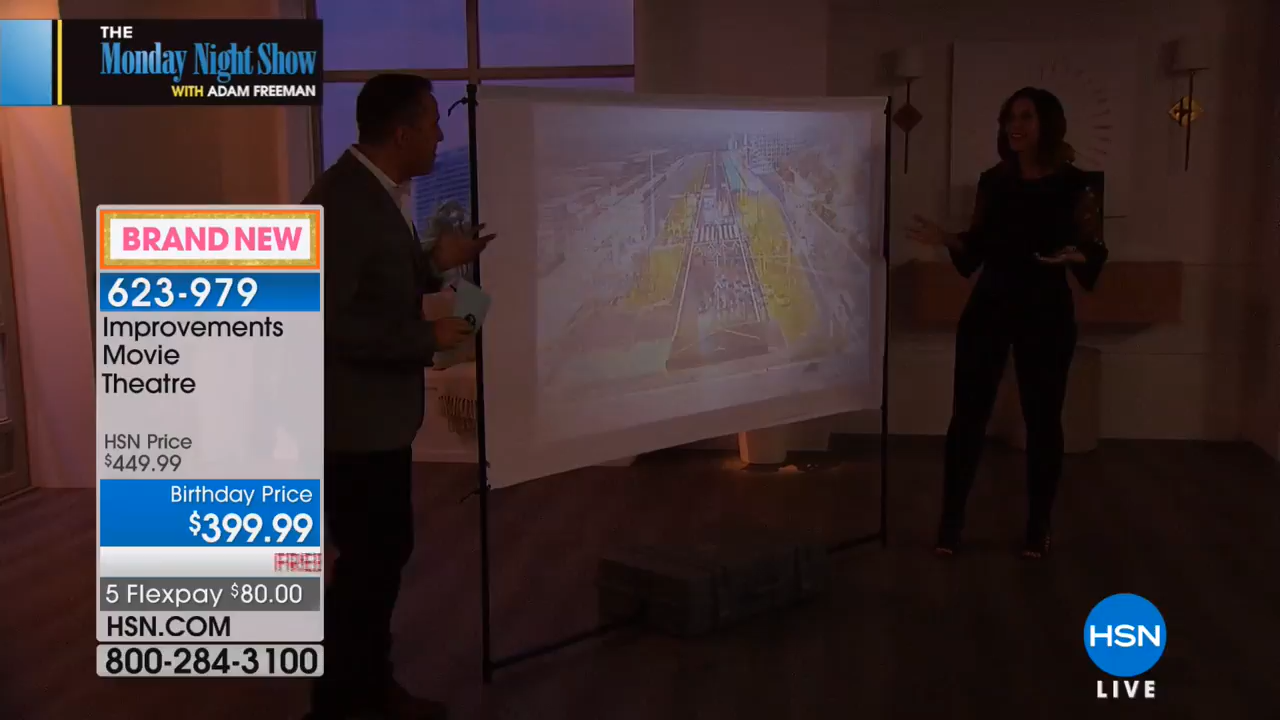 THE
Monday Night Show
WITH ADAM FREEMAN
BRAND NEW
623-979
Improvements
Movie
Theatre
HSN Price
$449.99
Birthday Price
$399.99
FREE
5 Flexpay $80.00
HSN.COM
800-284-3100
HSN
LIVE